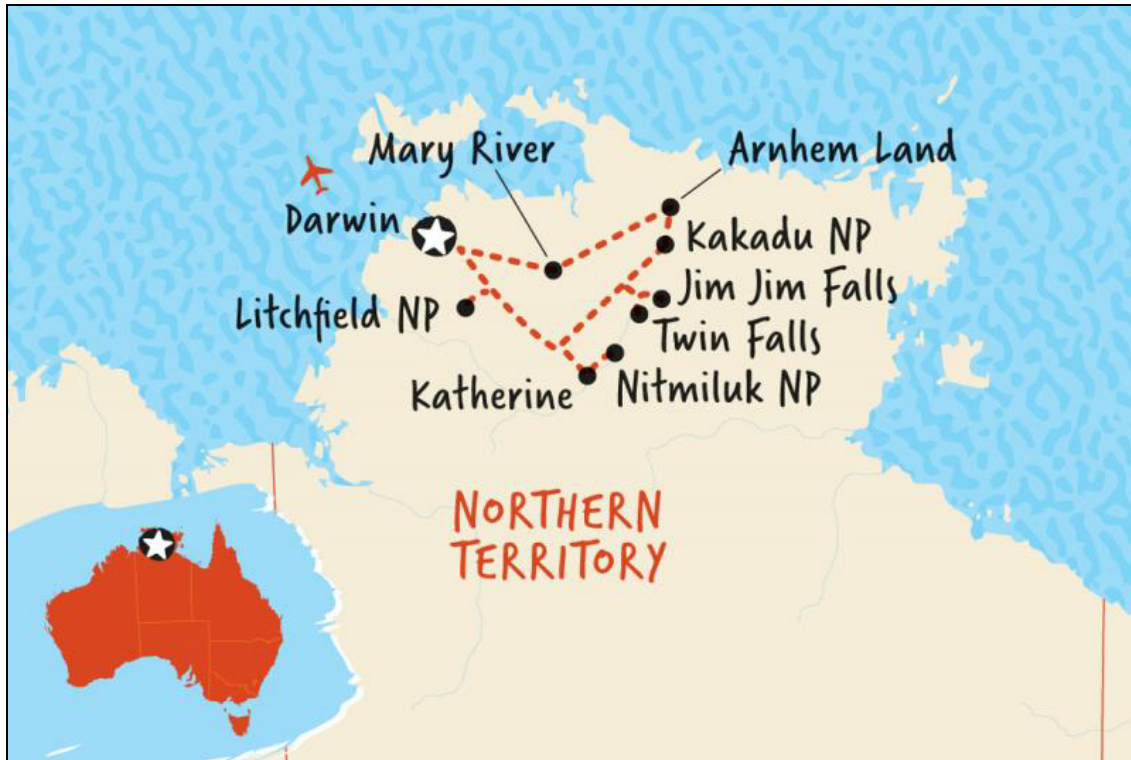 Mary River
Arnhem Land
Darwin
Kakadu NP
Jim Jim Falls
Litchfield NP
Twin Falls
Katherine
Nitmiluk NP
NORTHERN
TERRITORY